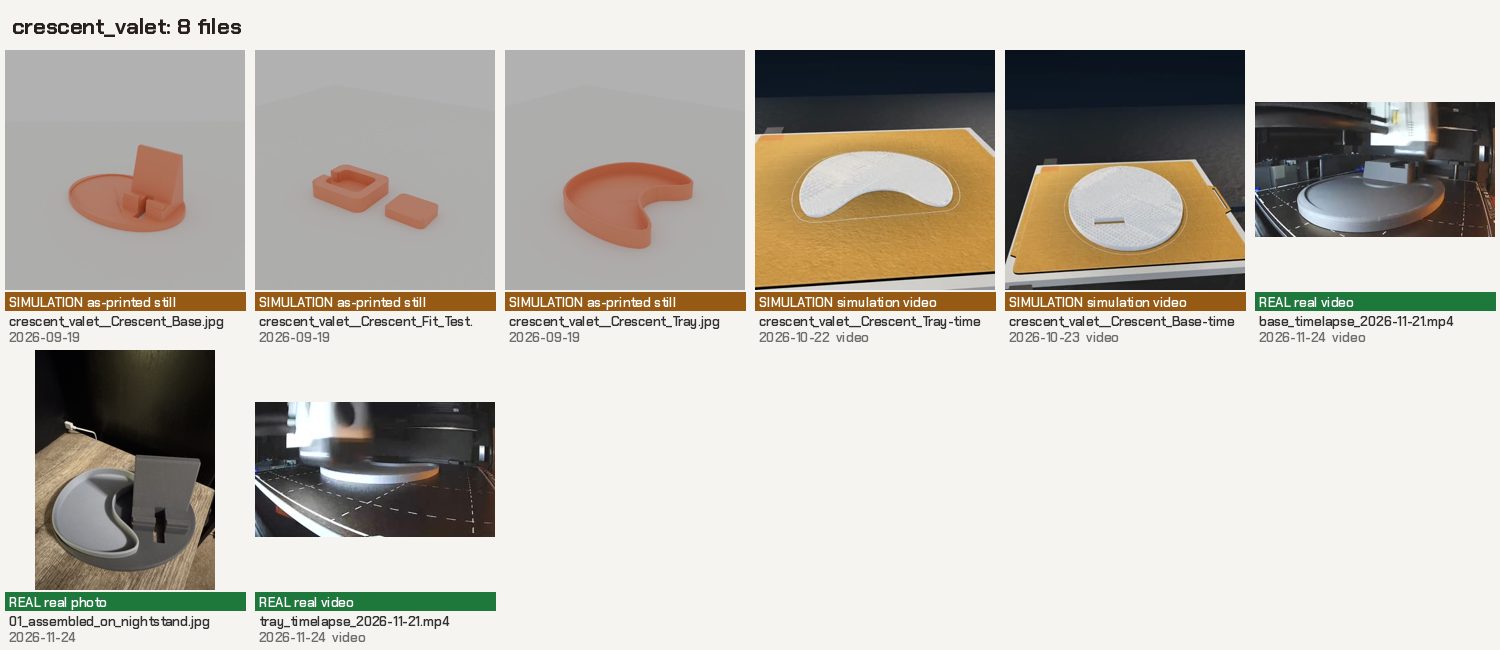 crescent_valet: 8 files
SIMULATION as-printed still
crescent_valet__Crescent_Base.jpg
2026-09-19
SIMULATION as-printed still
crescent_valet__Crescent_Fit_Test.
2026-09-19
SIMULATION as-printed still
crescent_valet__Crescent_Tray.jpg
2026-09-19
SIMULATION simulation video
crescent_valet__Crescent_Tray-time
2026-10-22 video
SIMULATION simulation video
crescent_valet__Crescent_Base-time
2026-10-23 video
REAL real video
base_timelapse_2026-11-21.mp4
2026-11-24 video
REAL real photo
01_assembled_on_nightstand.jpg
2026-11-24
REAL real video
tray_timelapse_2026-11-21.mp4
2026-11-24 video